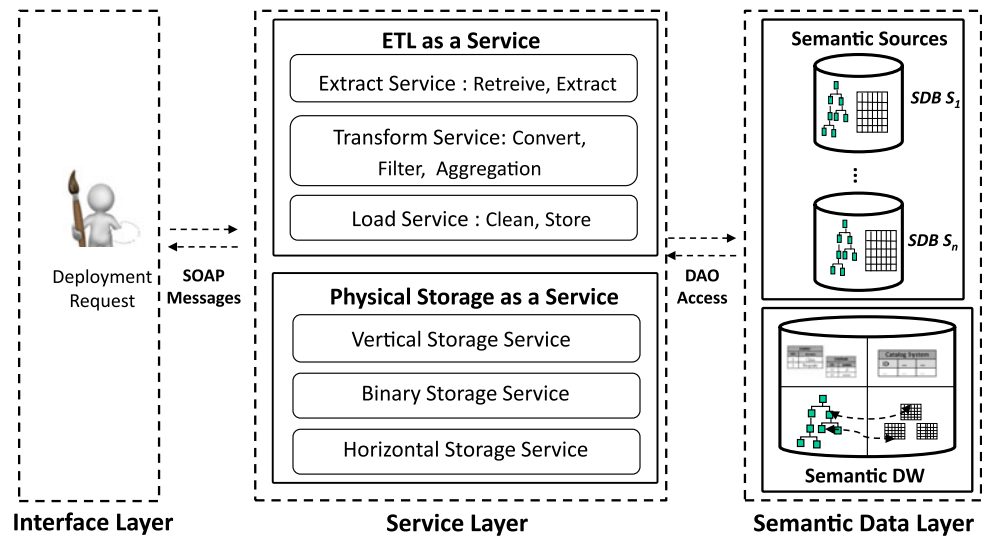 ETL as a Service
Extract Service : Retreive, Extract
Transform Service: Convert,
Filter, Aggregation
Load Service : Clean, Store
Physical Storage as a Service
Vertical Storage Service
Binary Storage Service
Horizontal Storage Service
Deployment
Request
SOAP
Messages
DAO
Access
Semantic Sources
SDB S1
...
SDB Sn
Catalog System
ID ... ...
Semantic DW
Interface Layer
Service Layer
Semantic Data Layer